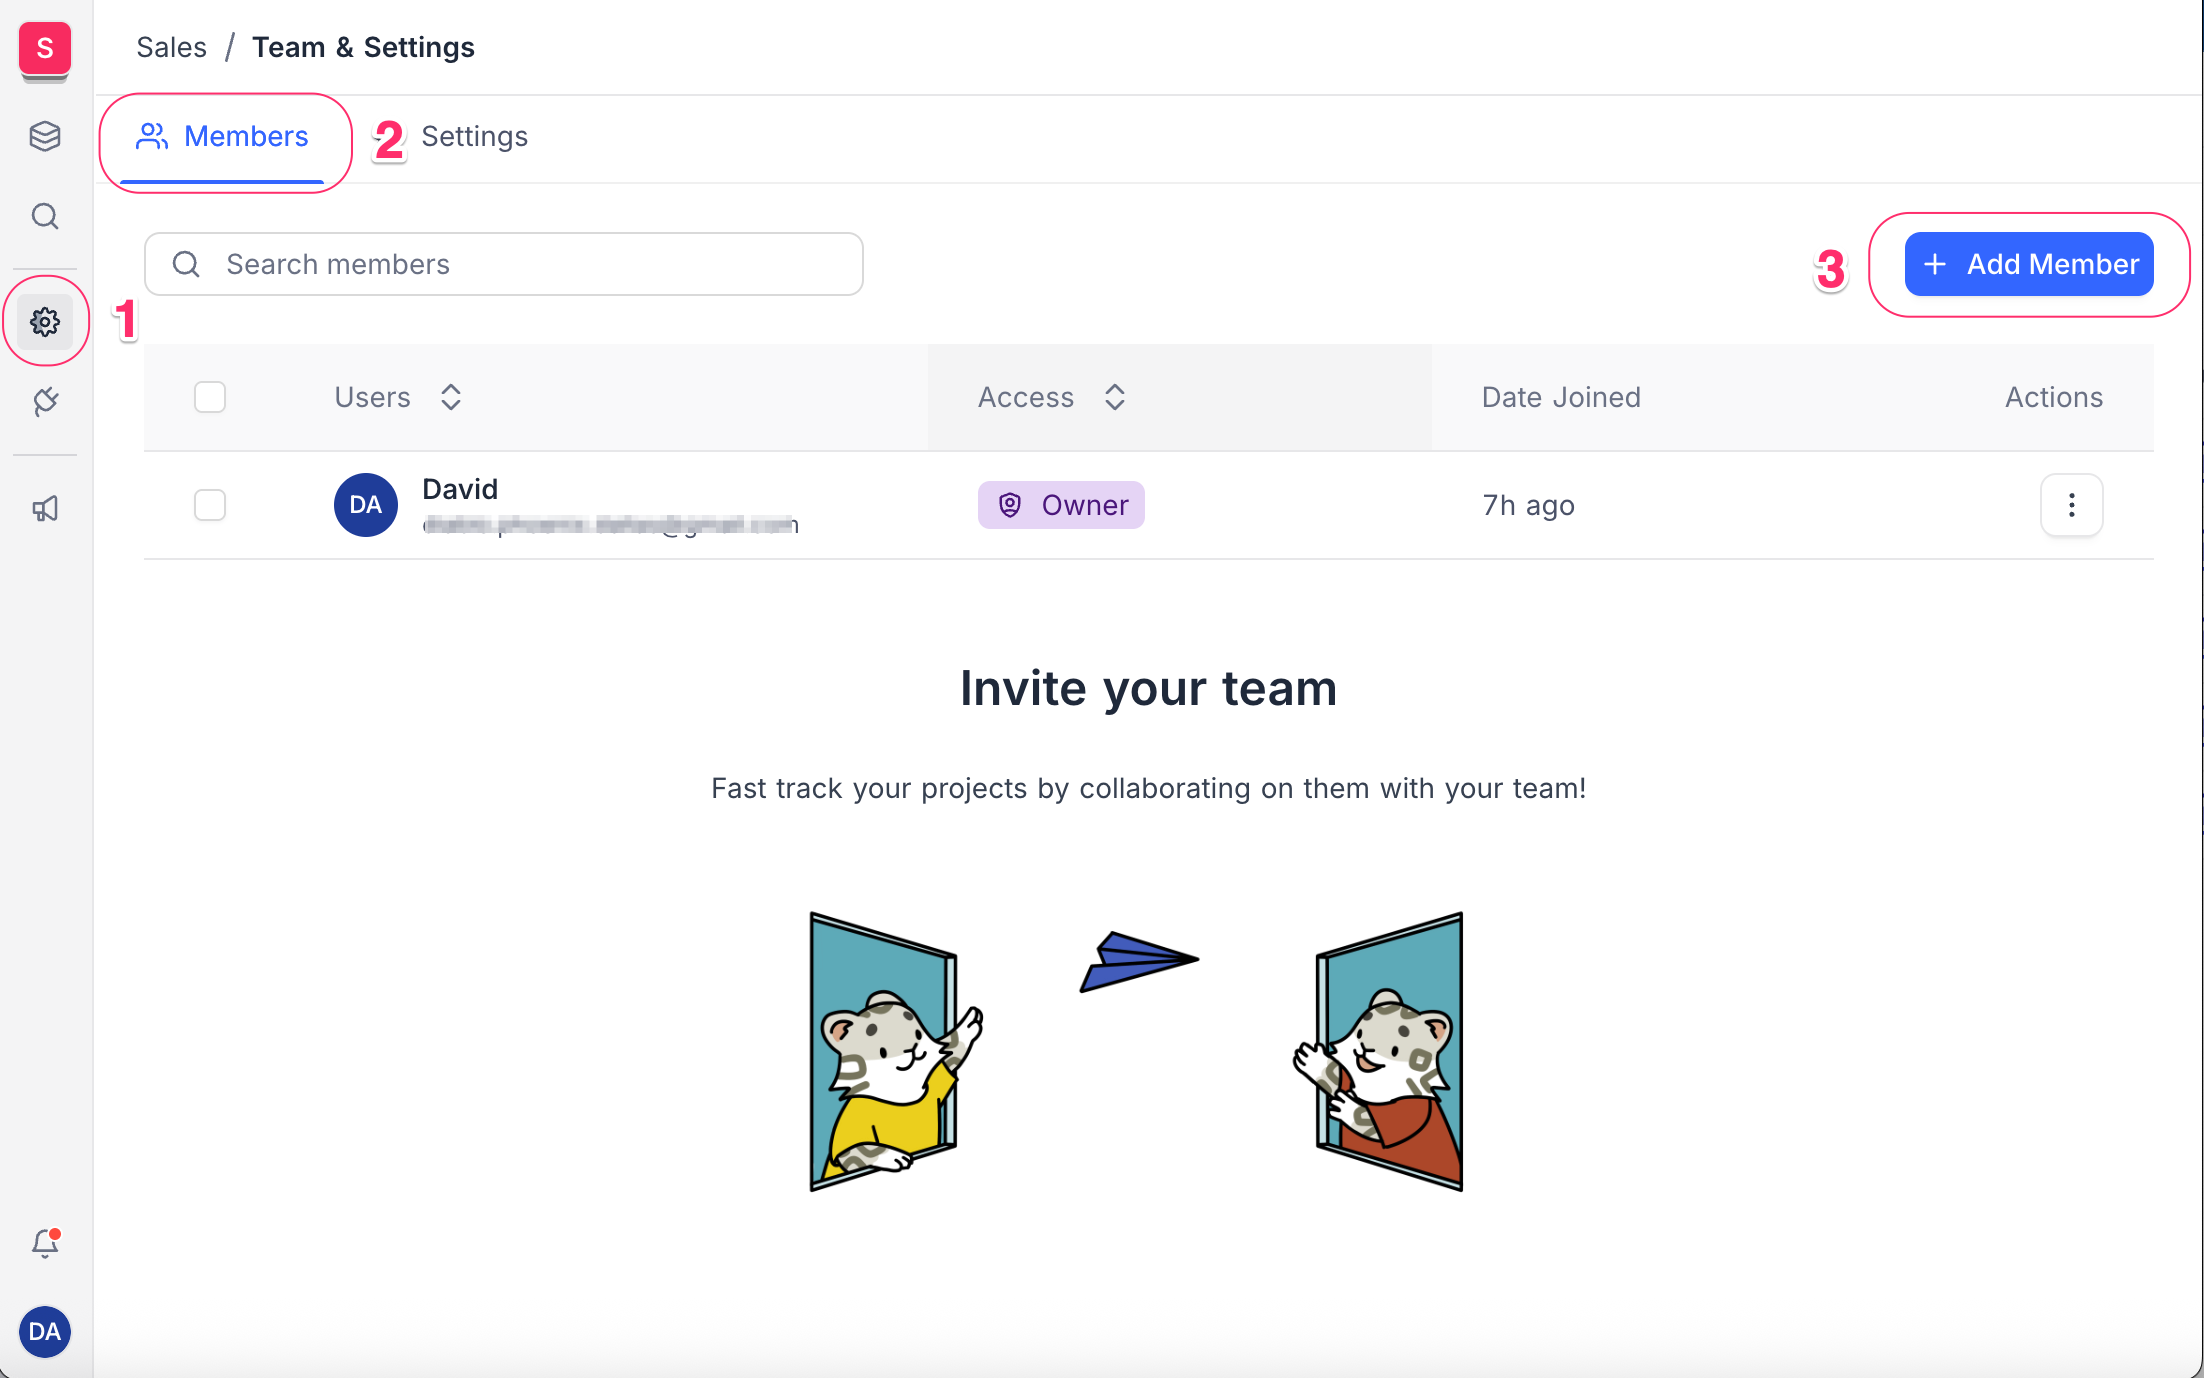 S
Sales / Team & Settings
Members
2
Settings
Search members
3
+ Add Member
1
Users
Access
Date Joined
Actions
DA
David
Owner
7h ago
Invite your team
Fast track your projects by collaborating on them with your team!
DA